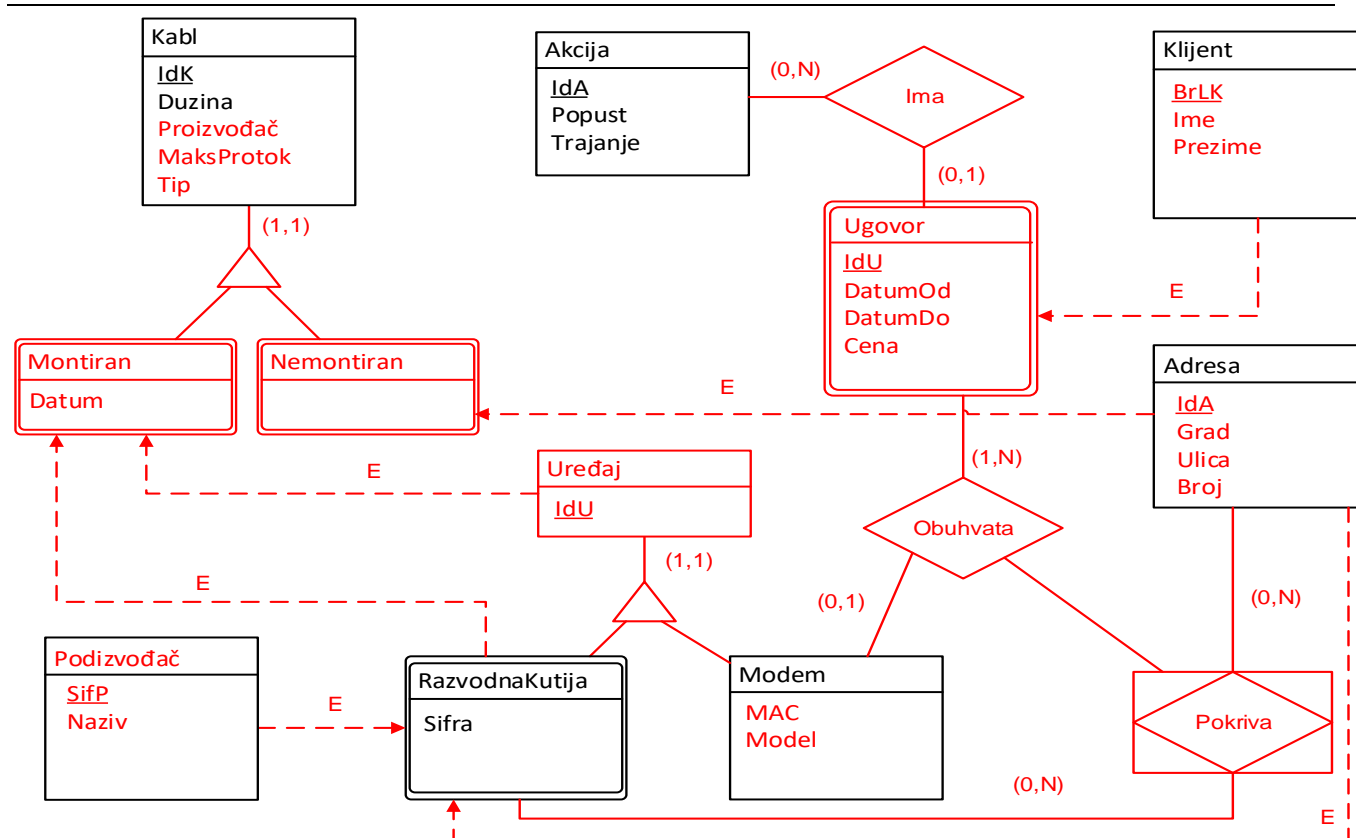 Kabl
IdK
Duzina
Proizvođač
MaksProtok
Tip
(1,1)
Akcija
IdA
Popust
Trajanje
(0,N)
Ima
(0,1)
Klijent
BrLK
Ime
Prezime
E
Ugovor
IdU
DatumOd
DatumDo
Cena
Montiran
Datum
Nemontiran
E
Adresa
IdA
Grad
Ulica
Broj
E
Uređaj
IdU
(1,1)
(1,N)
Obuhvata
(0,1)
(0,N)
E
Podizvođač
SifP
Naziv
E
RazvodnaKutija
Sifra
Modem
MAC
Model
Pokriva
(0,N)
E